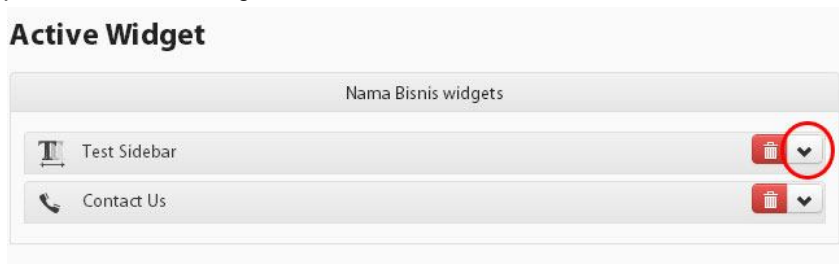 Active Widget
Nama Bisnis widgets
Test Sidebar
Contact Us